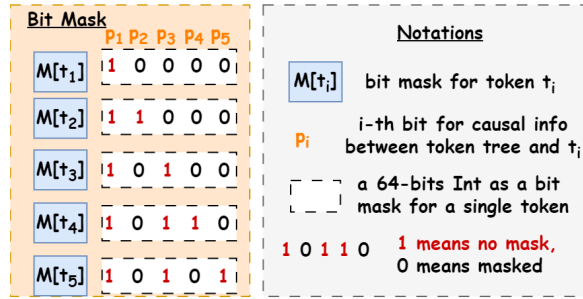 Bit Mask
p1 p2 p3 p4 p5
M[t1] 1 0 0 0 0
M[t2] 1 1 0 0 0
M[t3] 1 0 1 0 0
M[t4] 1 0 1 1 0
M[t5] 1 0 1 0 1
Notations
M[ti] bit mask for token ti
pi i-th bit for causal info
between token tree and ti
a 64-bits Int as a bit
mask for a single token
1 0 1 1 0 1 means no mask,
0 means masked